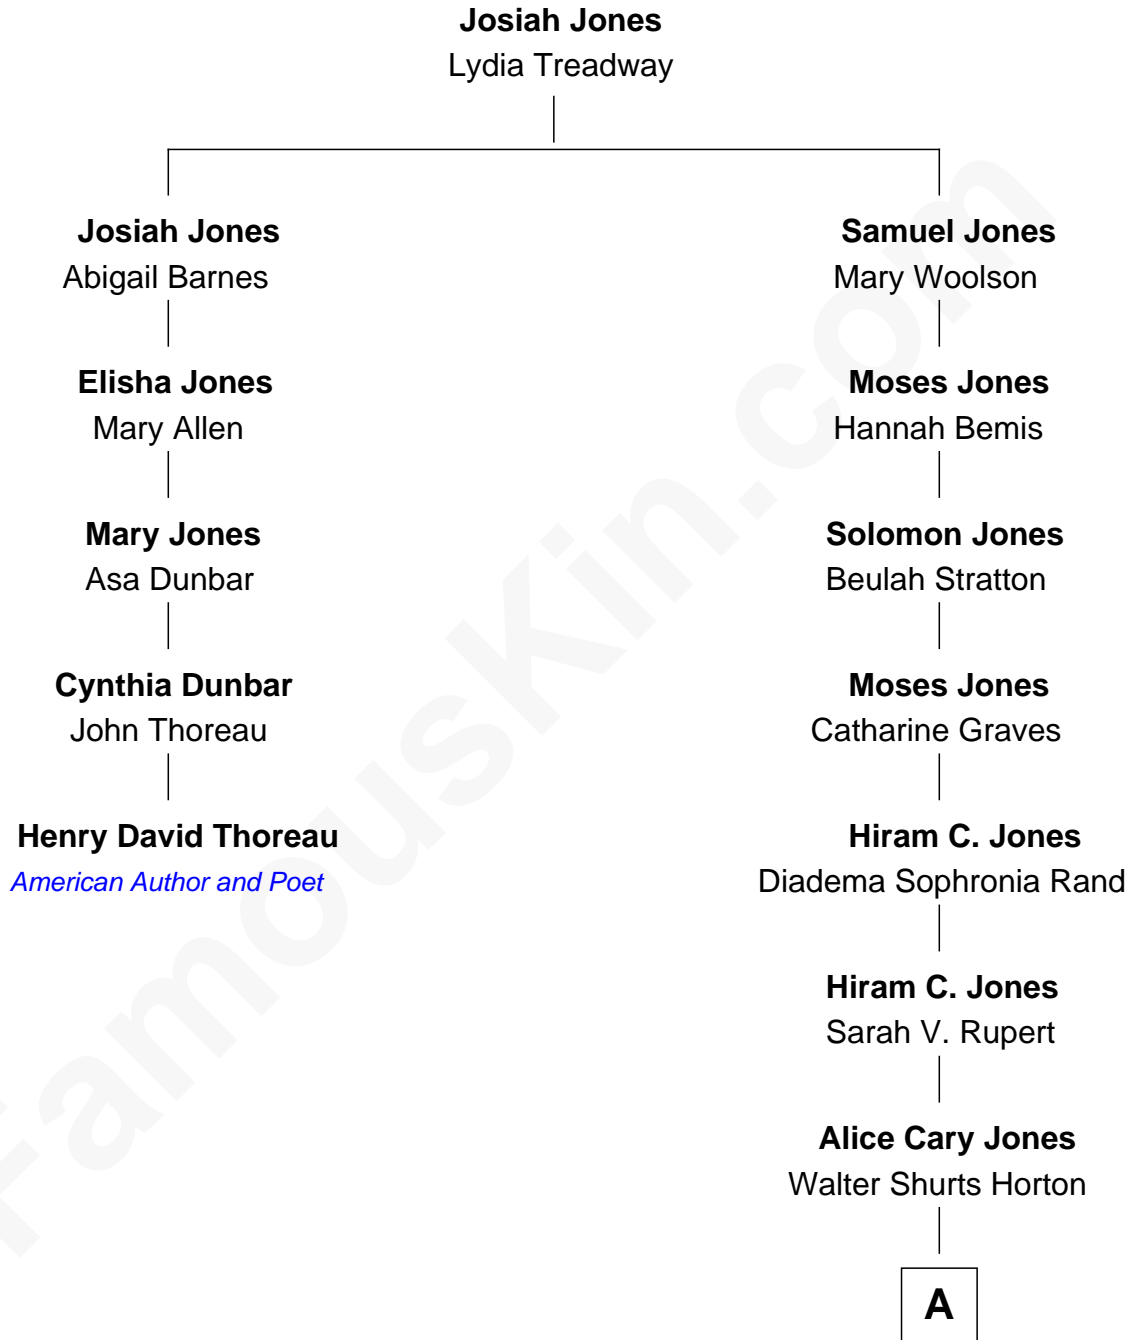 Josiah Jones
Lydia Treadway
Josiah Jones
Abigail Barnes
Elisha Jones
Mary Allen
Mary Jones
Asa Dunbar
Cynthia Dunbar
John Thoreau
Henry David Thoreau
American Author and Poet
Samuel Jones
Mary Woolson
Moses Jones
Hannah Bemis
Solomon Jones
Beulah Stratton
Moses Jones
Catharine Graves
Hiram C. Jones
Diadema Sophronia Rand
Hiram C. Jones
Sarah V. Rupert
Alice Cary Jones
Walter Shurts Horton
A
FamousKin.com